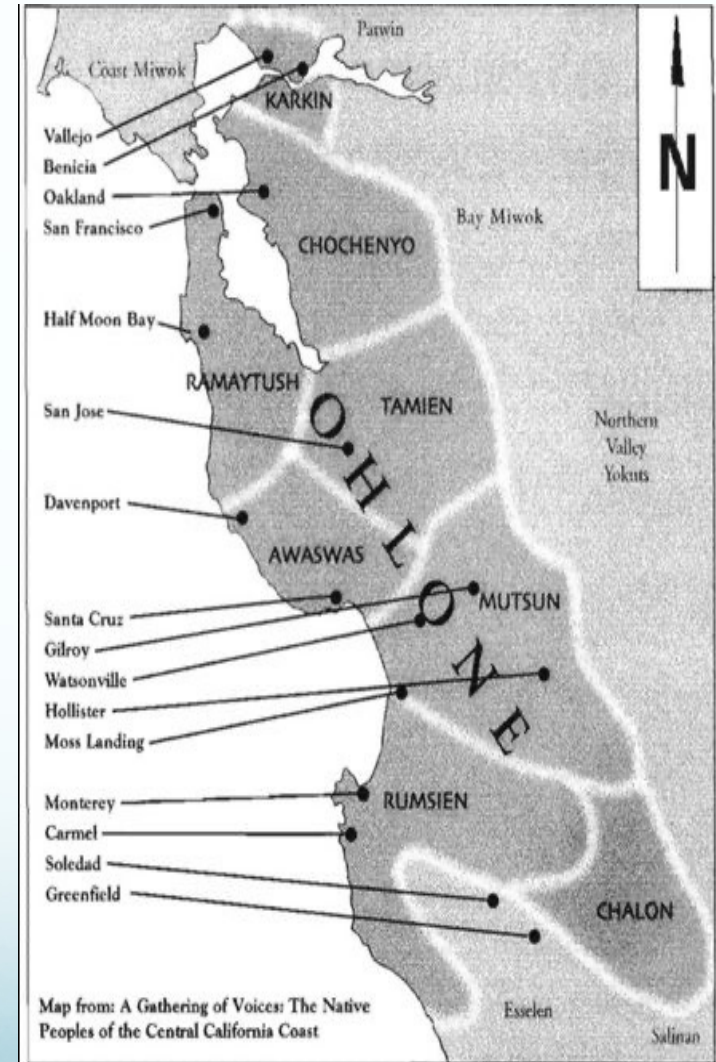 Patwin
Coast Miwok
KARKIN
Vallejo
Benicia
Oakland
San Francisco
N
Bay Miwok
CHOCHENYO
Half Moon Bay
RAMAYTUSH
TAMIEN
San Jose
Northern
Valley
Yokuts
OHLONE
Davenport
AWASWAS
MUTSUN
Santa Cruz
Gilroy
Watsonville
Hollister
Moss Landing
Monterey
RUMSIEN
Carmel
Soledad
Greenfield
CHALON
Map from: A Gathering of Voices: The Native
Peoples of the Central California Coast
Esselen
Salinan